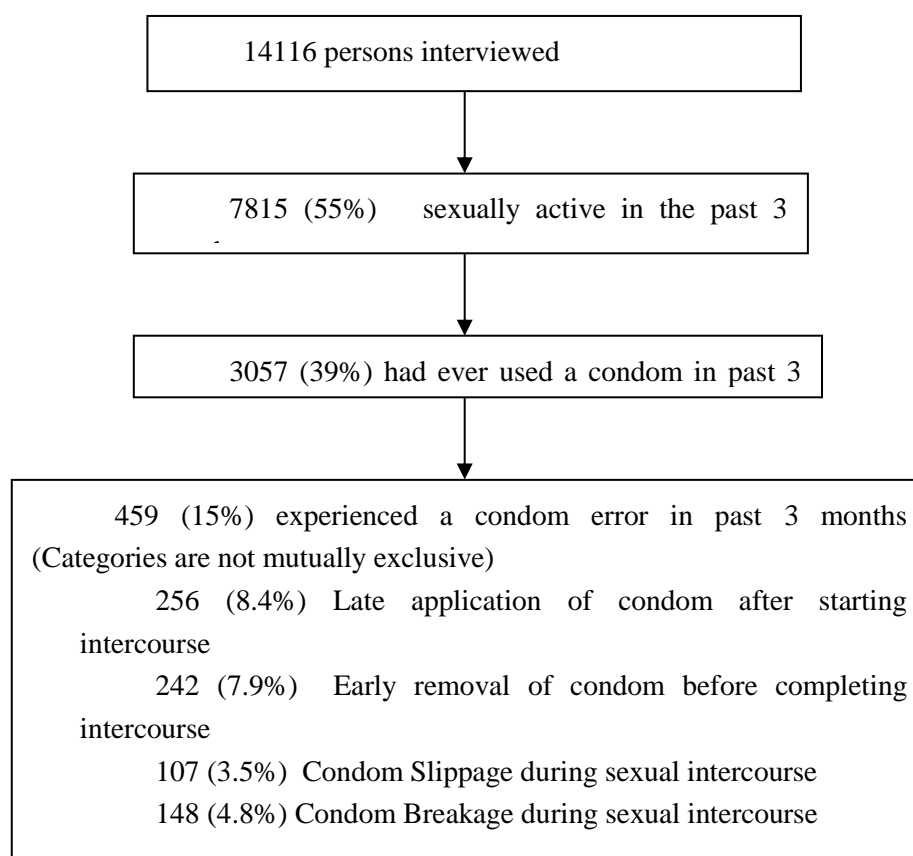 14116 persons interviewed
7815 (55%) sexually active in the past 3
3057 (39%) had ever used a condom in past 3
459 (15%) experienced a condom error in past 3 months
(Categories are not mutually exclusive)
256 (8.4%) Late application of condom after starting
intercourse
242 (7.9%) Early removal of condom before completing
intercourse
107 (3.5%) Condom Slippage during sexual intercourse
148 (4.8%) Condom Breakage during sexual intercourse